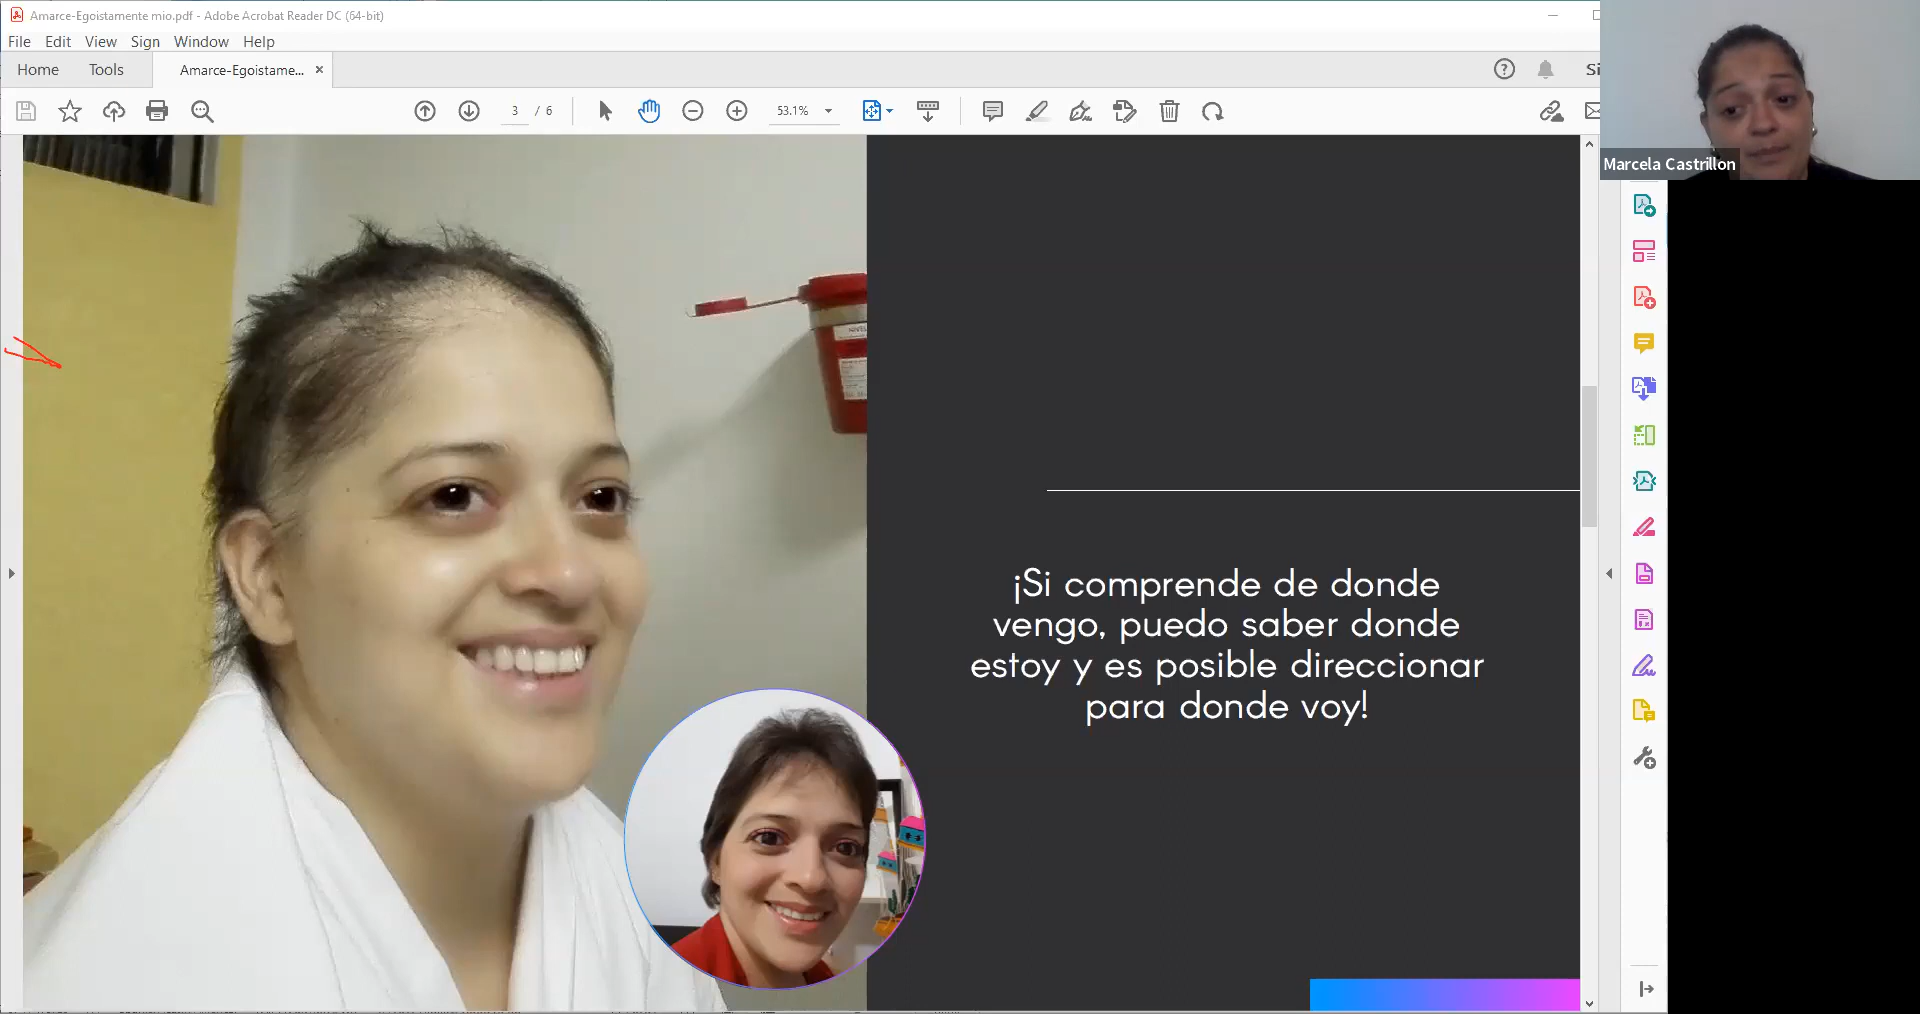 Amarce-Egoistamente mio.pdf - Adobe Acrobat Reader DC (64-bit)
File Edit View Sign Window Help
Home Tools Amarce-Egoistame... × Si
3 / 6 53.1%
Marcela Castrillon
¡Si comprende de donde
vengo, puedo saber donde
estoy y es posible direccionar
para donde voy!